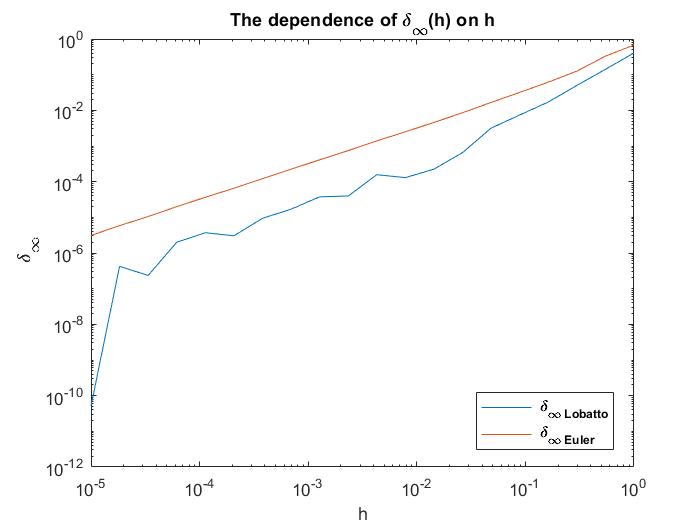 The dependence of δ∞(h) on h
10^0
10^-2
10^-4
10^-6
10^-8
10^-10
10^-12
δ∞
10^-5
10^-4
10^-3
10^-2
10^-1
10^0
h
δ∞ Lobatto
δ∞ Euler